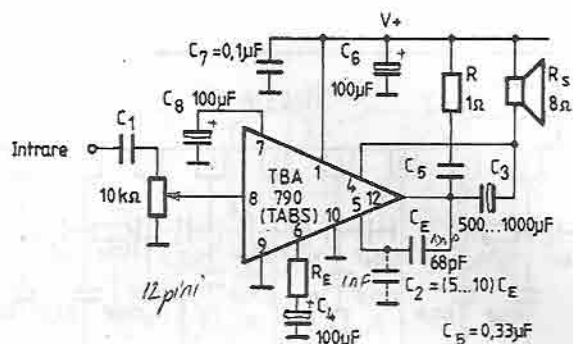 V+
C7 = 0,1µF
C6
100µF
+
R
1Ω
RS
8Ω
C8
100µF
+
C1
Intrare
10kΩ
7
TBA
790
(TABS)
8
1
4
12
5
6
10
9
C5
C3
500...1000µF
CE
68pF
RE
1nF
C2 = (5...10) CE
12 pini
C4
+
100µF
C5 = 0,33µF